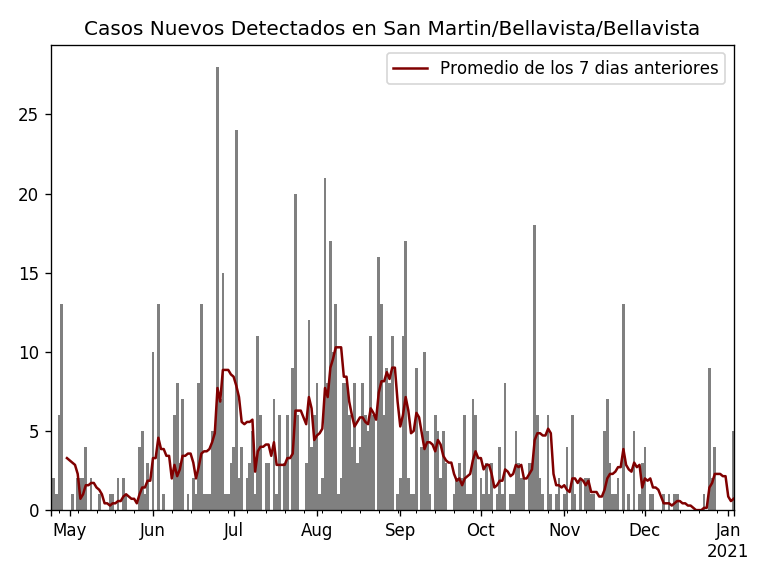 Casos Nuevos Detectados en San Martin/Bellavista/Bellavista
Promedio de los 7 dias anteriores
25
20
15
10
5
0
May Jun Jul Aug Sep Oct Nov Dec Jan
2021